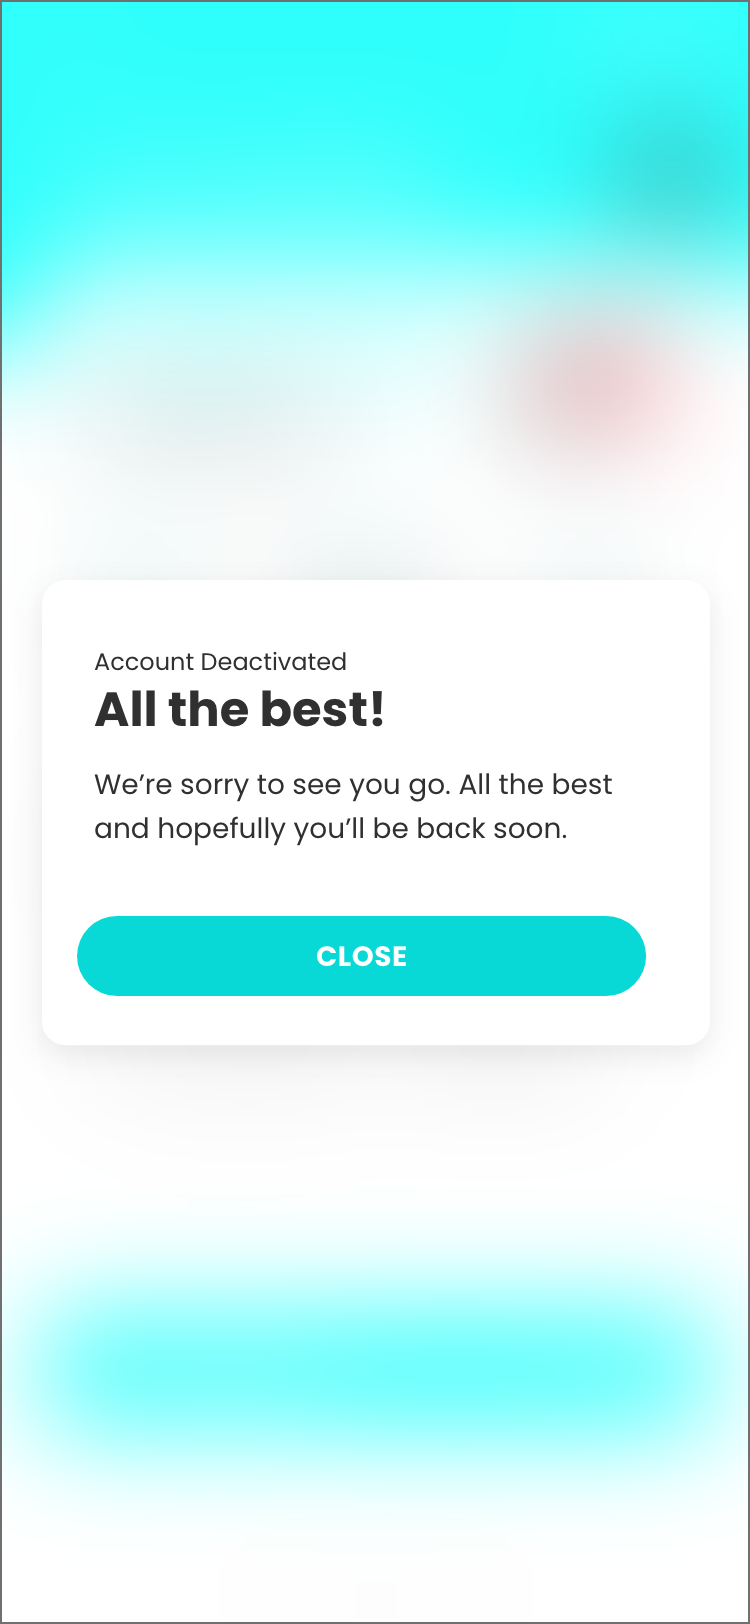 Account Deactivated
All the best!
We’re sorry to see you go. All the best
and hopefully you’ll be back soon.
CLOSE